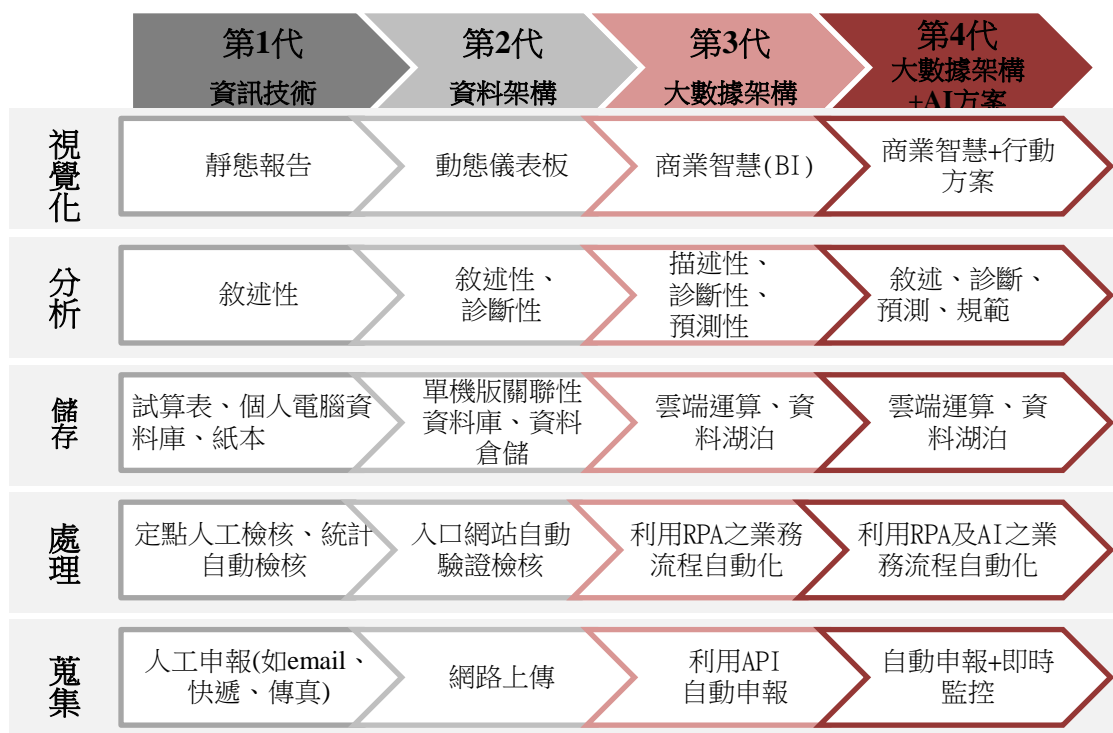 第1代
資訊技術
第2代
資料架構
第3代
大數據架構
第4代
大數據架構
+AI方案
視覺化
靜態報告
動態儀表板
商業智慧(BI)
商業智慧+行動
方案
分析
敘述性
敘述性、
診斷性
描述性、
診斷性、
預測性
敘述、診斷、
預測、規範
儲存
試算表、個人電腦資
料庫、紙本
單機版關聯性
資料庫、資料
倉儲
雲端運算、資
料湖泊
雲端運算、資
料湖泊
處理
定點人工檢核、統計
自動檢核
入口網站自動
驗證檢核
利用RPA之業務
流程自動化
利用RPA及AI之業
務流程自動化
蒐集
人工申報(如email、
快遞、傳真)
網路上傳
利用API
自動申報
自動申報+即時
監控